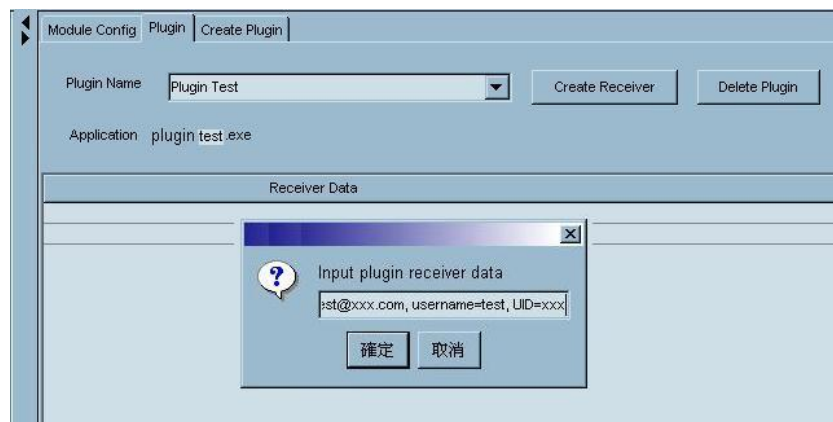 Module Config Plugin Create Plugin
Plugin Name Plugin Test Create Receiver Delete Plugin
Application plugin test.exe
Receiver Data
?
Input plugin receiver data
est@xxx.com, username=test, UID=xxx
確定 取消